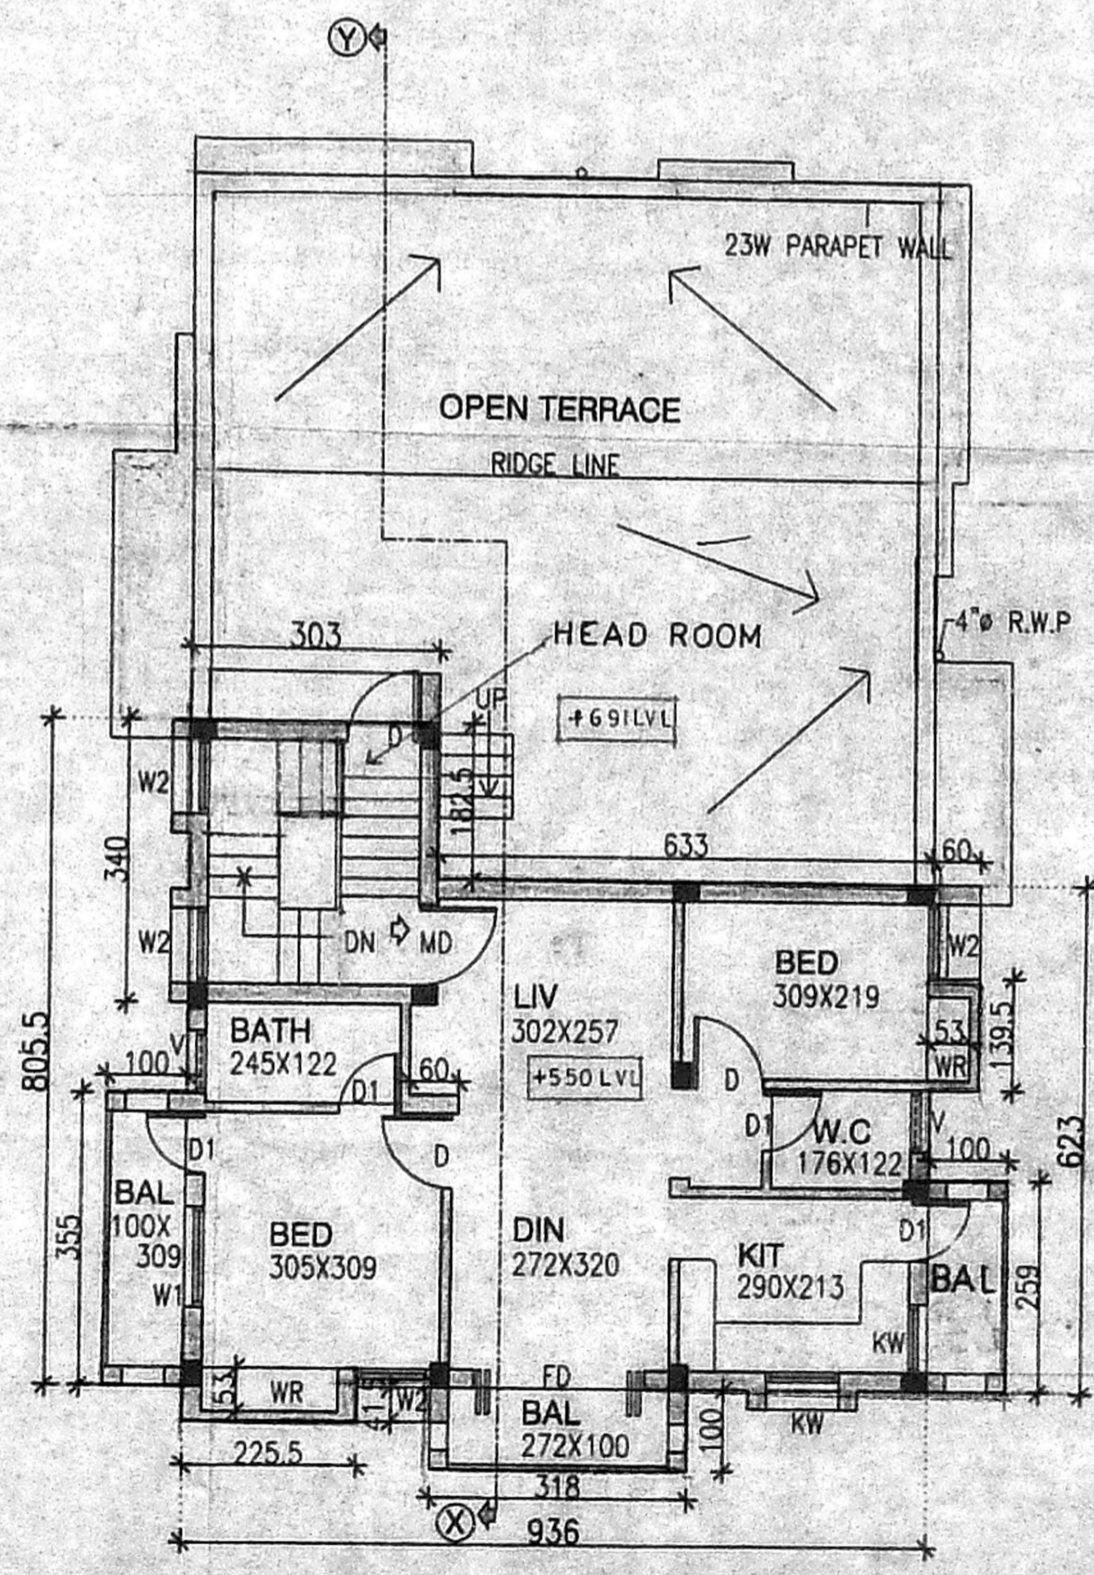 Y
23W PARAPET WALL
OPEN TERRACE
RIDGE LINE
4"ø R.W.P
303
HEAD ROOM
UP
+691LVL
D
W2
182.5
340
633
60
W2
DN
MD
W2
BED
309X219
LIV
302X257
+550 LVL
BATH
245X122
V
100
60
D1
53
WR
139.5
805.5
D
D1
W.C
176X122
V
100
623
D1
D
BAL
100X
309
W1
355
BED
305X309
DIN
272X320
KIT
290X213
D1
BAL
259
KW
53
WR
41.5
W2
FD
BAL
272X100
100
KW
225.5
318
X
936